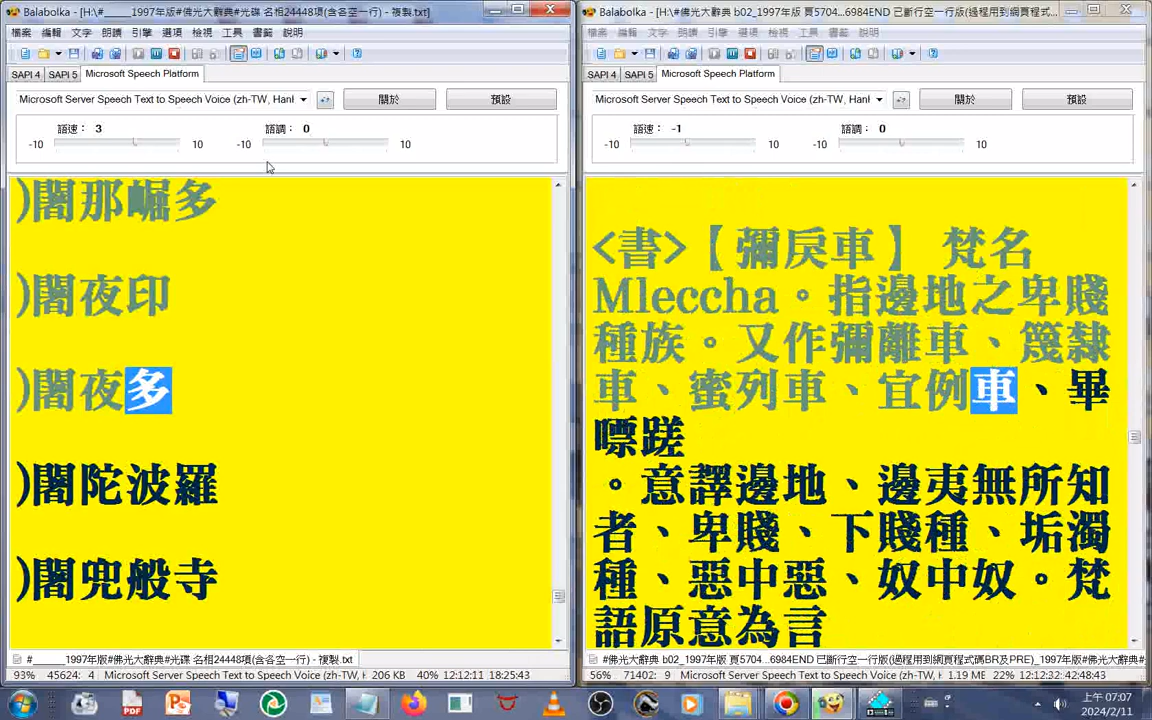 Balabolka - [H:\#_____1997年版#佛光大辭典#光碟 名相24448項(含各空一行) - 複製.txt]
檔案 編輯 文字 朗讀 引擎 選項 檢視 工具 書籤 說明
SAPI 4 SAPI 5 Microsoft Speech Platform
Microsoft Server Speech Text to Speech Voice (zh-TW, Hanl
關於 預設
語速： 3 語調： 0
-10 10 -10 10
)闍那崛多
)闍夜印
)闍夜多
)闍陀波羅
)闍兜般寺
#_____1997年版#佛光大辭典#光碟 名相24448項(含各空一行) - 複製.txt
93% 45624: 4 Microsoft Server Speech Text to Speech Voice (zh-TW, H 206 KB 40% 12:12:11 18:25:43
Balabolka - [H:\#佛光大辭典 b02_1997年版 頁5704...6984END 已斷行空一行版(過程用到網頁程式...
檔案 編輯 文字 朗讀 引擎 選項 檢視 工具 書籤 說明
SAPI 4 SAPI 5 Microsoft Speech Platform
Microsoft Server Speech Text to Speech Voice (zh-TW, Hanl
關於 預設
語速： -1 語調： 0
-10 10 -10 10
<書>【彌戾車】 梵名
Mleccha。指邊地之卑賤
種族。又作彌離車、篾隸
車、蜜列車、宜例車、畢
嘌蹉
。意譯邊地、邊夷無所知
者、卑賤、下賤種、垢濁
種、惡中惡、奴中奴。梵
語原意為言
#佛光大辭典 b02_1997年版 頁5704...6984END 已斷行空一行版(過程用到網頁程式碼BR及PRE)_1997年版#
56% 71402: 9 Microsoft Server Speech Text to Speech Voice (zh-T 1.19 ME 22% 12:12:32 42:48:43
上午 07:07
2024/2/11